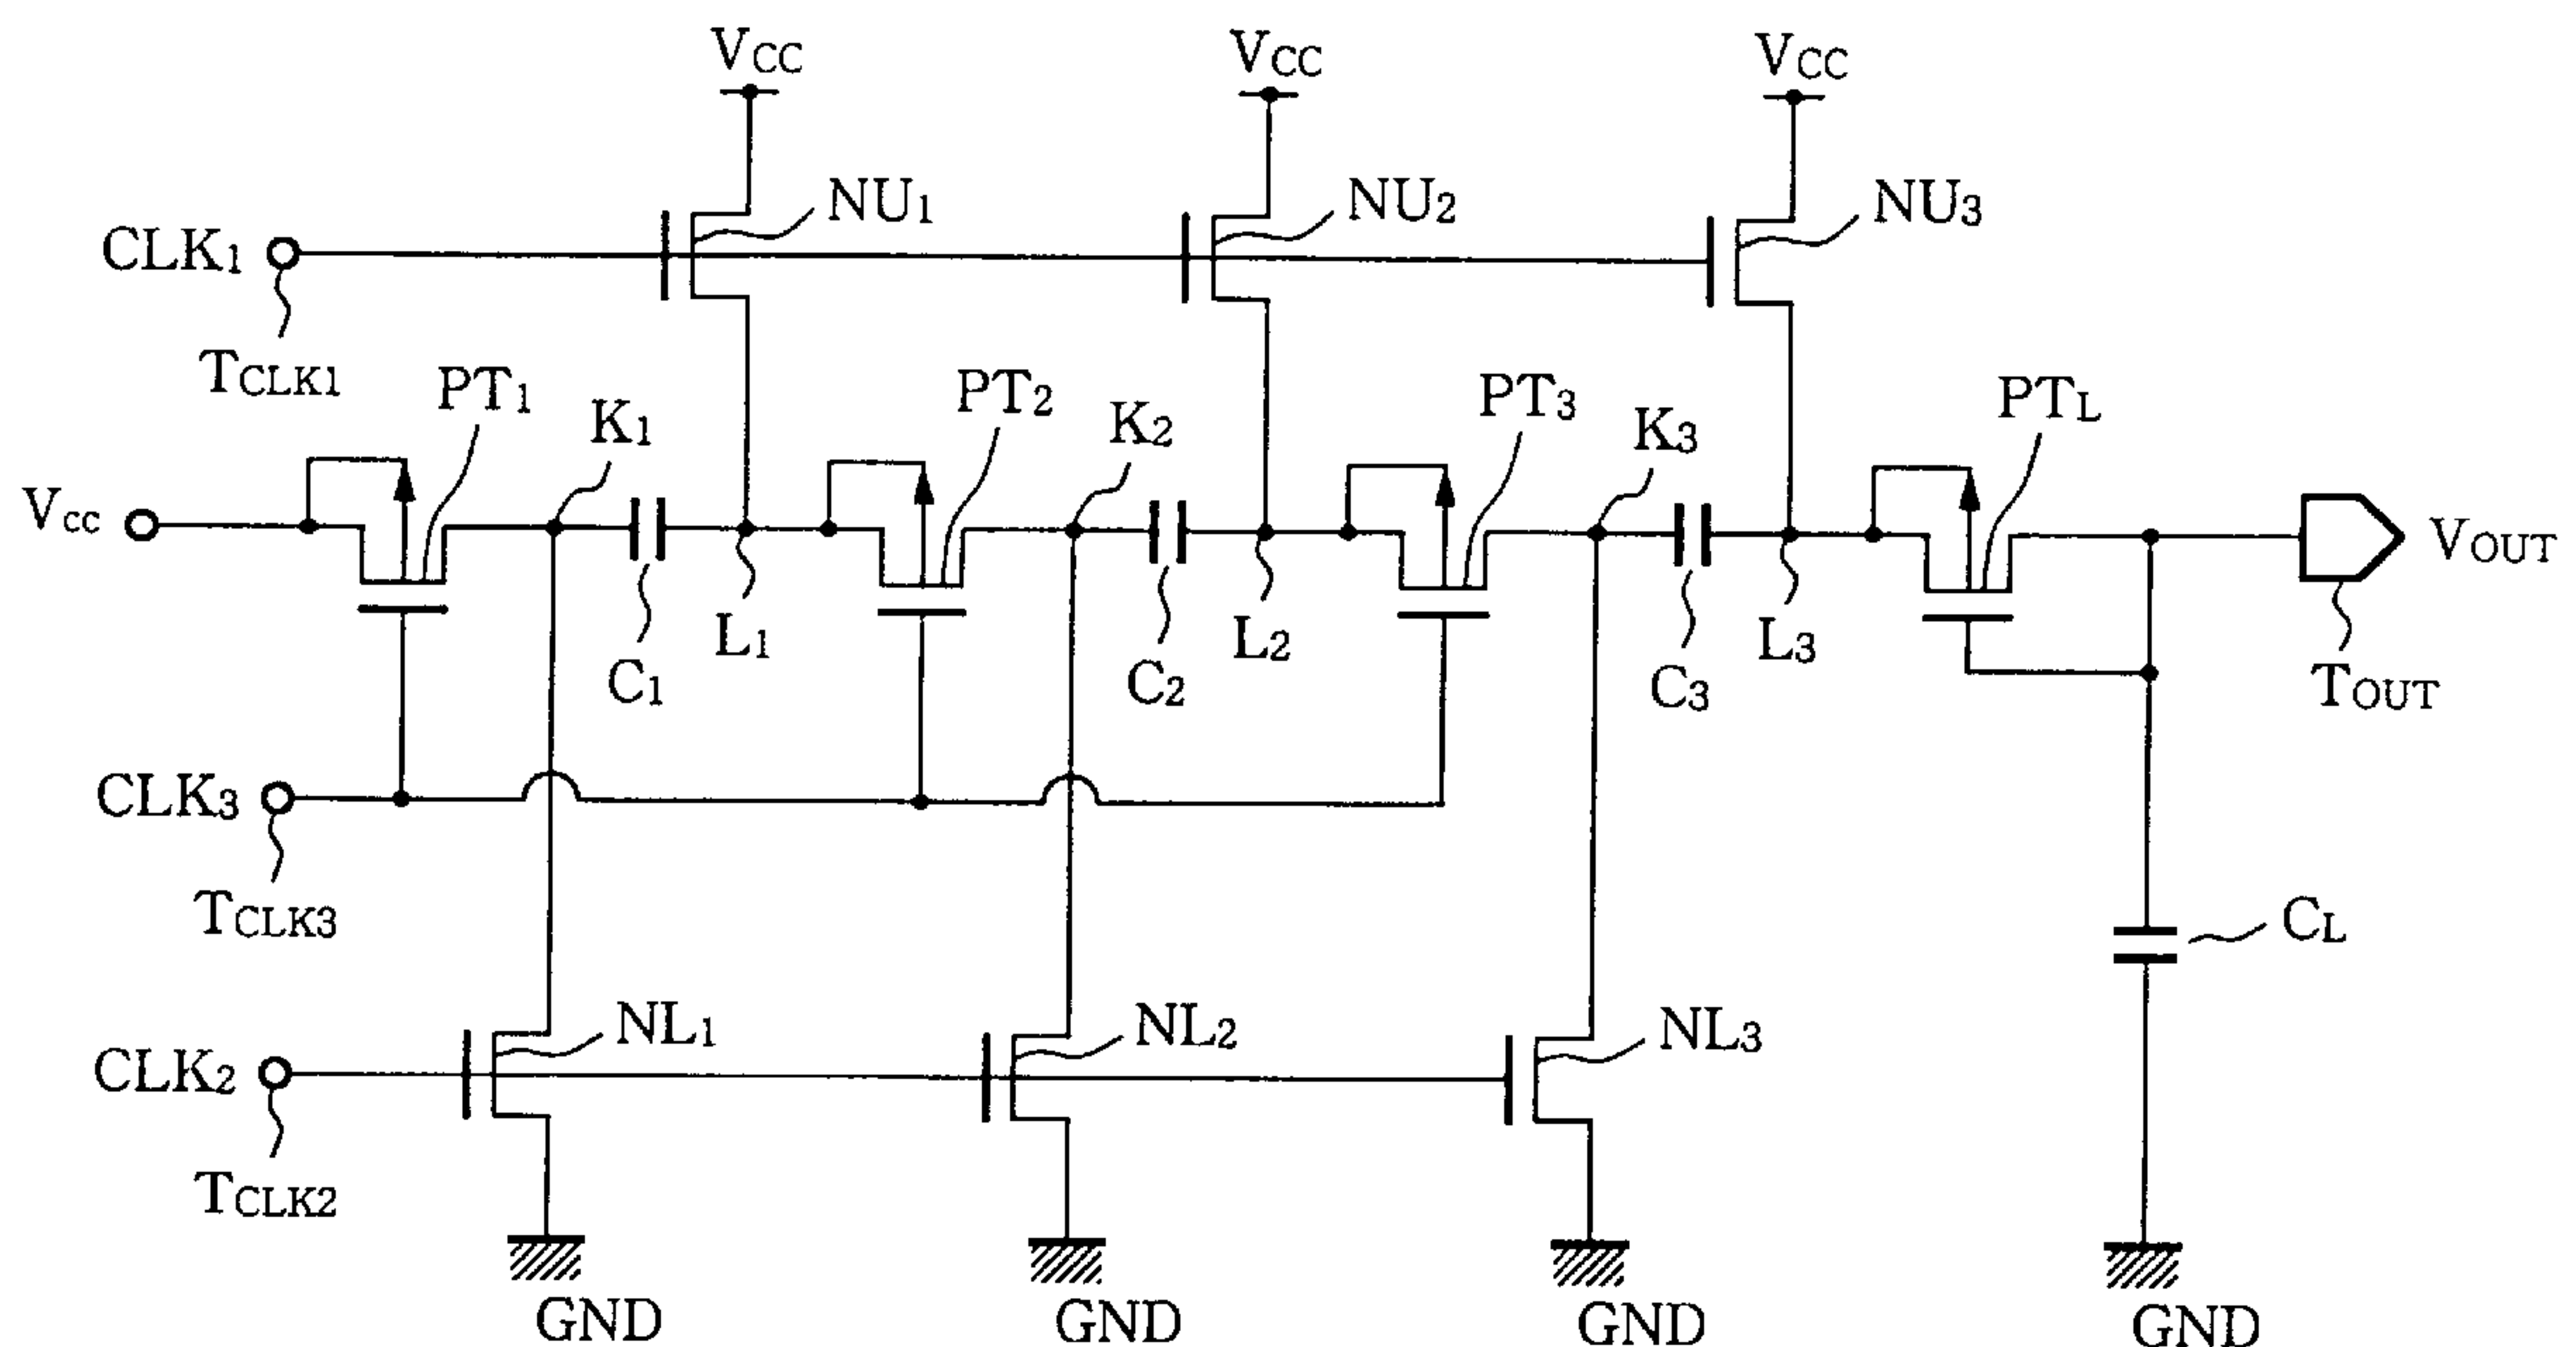 VCC VCC VCC
NU1 NU2 NU3
CLK1
TCLK1
PT1 K1 PT2 K2 PT3 K3 PTL
Vcc
VOUT
C1 L1 C2 L2 C3 L3
TOUT
CLK3
TCLK3
CL
NL1 NL2 NL3
CLK2
TCLK2
GND GND GND GND